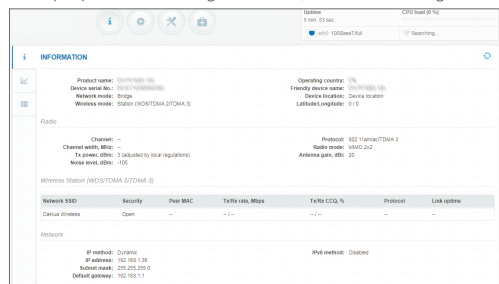 Uptime CPU load (0 %)
5 min. 53 sec.
eth0: 100BaseT/full Searching...
i INFORMATION
Product name: Operating country:
Device serial No.: Friendly device name:
Network mode: Bridge Device location: Device location
Wireless mode: Station (WDS/TDMA 2/TDMA 3) Latitude/Longitude: 0 / 0
Radio
Channel: -- Protocol: 802.11a/n/ac/TDMA 3
Channel width, MHz: -- Radio mode: MIMO 2x2
Tx power, dBm: 3 (adjusted by local regulations) Antenna gain, dBi: 20
Noise level, dBm: -105
Wireless Station (WDS/TDMA 2/TDMA 3)
Network SSID Security Peer MAC Tx/Rx rate, Mbps Tx/Rx CCQ, % Protocol Link uptime
DaHua Wireless Open -- -- / -- -- / -- -- --
Network
IP method: Dynamic IPv6 method: Disabled
IP address: 192.168.1.36
Subnet mask: 255.255.255.0
Default gateway: 192.168.1.1